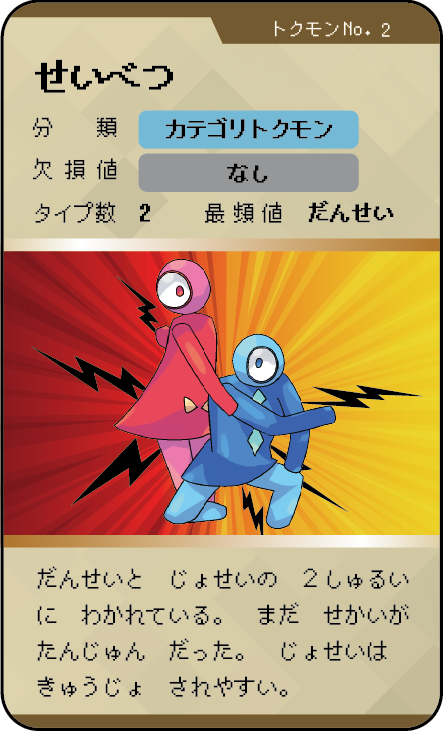 トクモンNo. 2
せいべつ
分 類 カテゴリトクモン
欠損値 なし
タイプ数 2 最頻値 だんせい
だんせいと じょせいの 2しゅるい
に わかれている。 まだ せかいが
たんじゅん だった。 じょせいは
きゅうじょ されやすい。